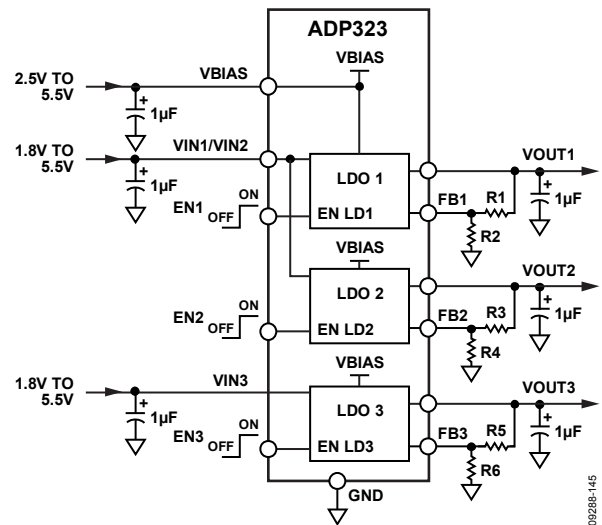 ADP323
VBIAS
2.5V TO
5.5V
VBIAS
+
1µF
1.8V TO
5.5V
VIN1/VIN2
+
1µF
LDO 1
VOUT1
EN1
OFF
ON
EN LD1
FB1
R1
R2
+
1µF
VBIAS
LDO 2
VOUT2
EN2
OFF
ON
EN LD2
FB2
R3
R4
+
1µF
VBIAS
1.8V TO
5.5V
VIN3
+
1µF
LDO 3
VOUT3
EN3
OFF
ON
EN LD3
FB3
R5
R6
+
1µF
GND
09288-145